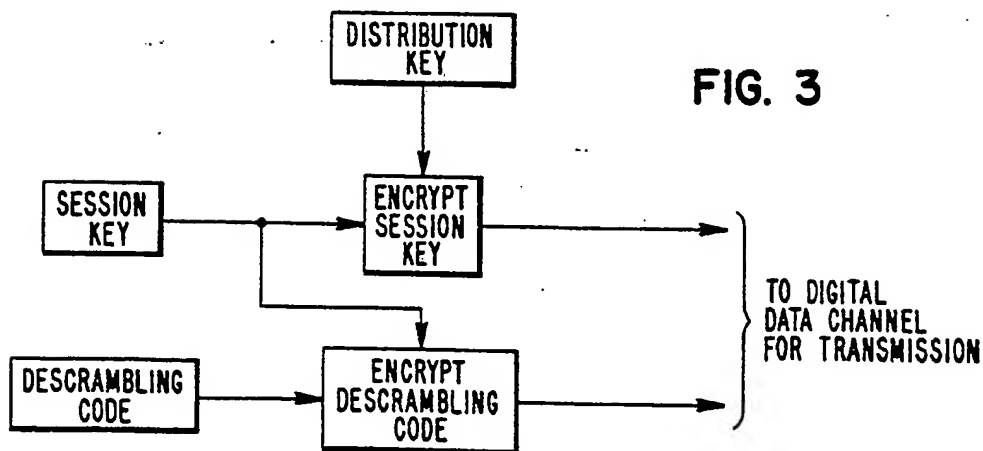 DISTRIBUTION
KEY
FIG. 3
SESSION
KEY
ENCRYPT
SESSION
KEY
TO DIGITAL
DATA CHANNEL
FOR TRANSMISSION
DESCRAMBLING
CODE
ENCRYPT
DESCRAMBLING
CODE